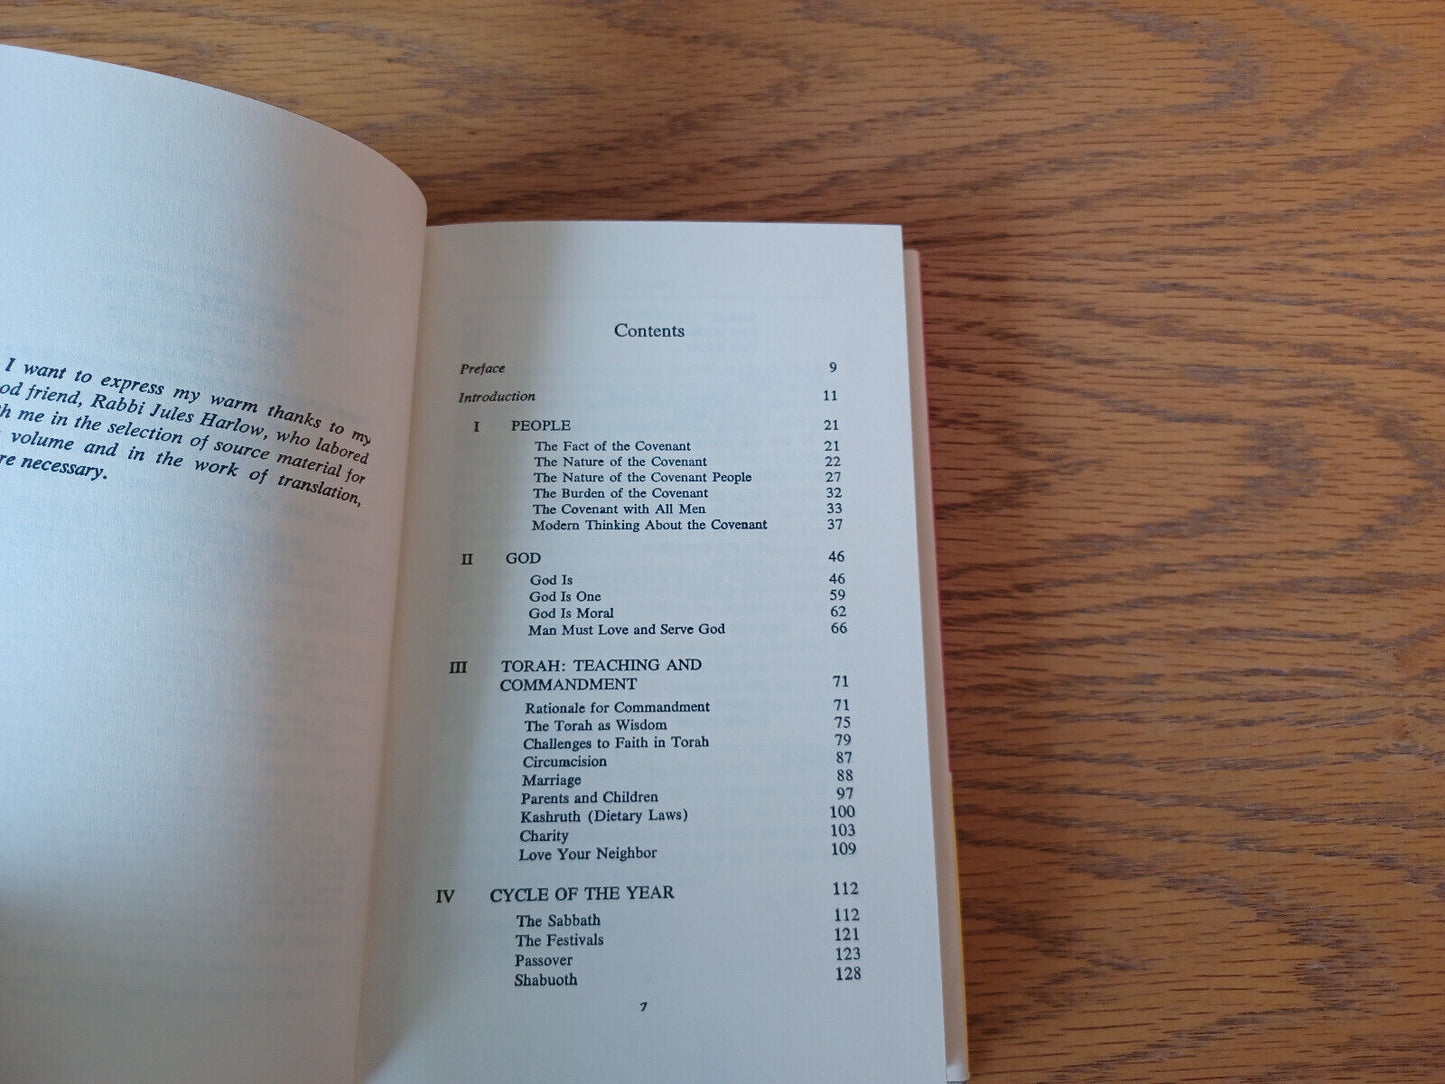 I want to express my warm thanks to my
friend, Rabbi Jules Harlow, who labored
me in the selection of source material for
volume and in the work of translation,
necessary.
Contents
Preface 9
Introduction 11
I PEOPLE 21
The Fact of the Covenant 21
The Nature of the Covenant 22
The Nature of the Covenant People 27
The Burden of the Covenant 32
The Covenant with All Men 33
Modern Thinking About the Covenant 37
II GOD 46
God Is 46
God Is One 59
God Is Moral 62
Man Must Love and Serve God 66
III TORAH: TEACHING AND
COMMANDMENT 71
Rationale for Commandment 71
The Torah as Wisdom 75
Challenges to Faith in Torah 79
Circumcision 87
Marriage 88
Parents and Children 97
Kashruth (Dietary Laws) 100
Charity 103
Love Your Neighbor 109
IV CYCLE OF THE YEAR 112
The Sabbath 112
The Festivals 121
Passover 123
Shabuoth 128
7